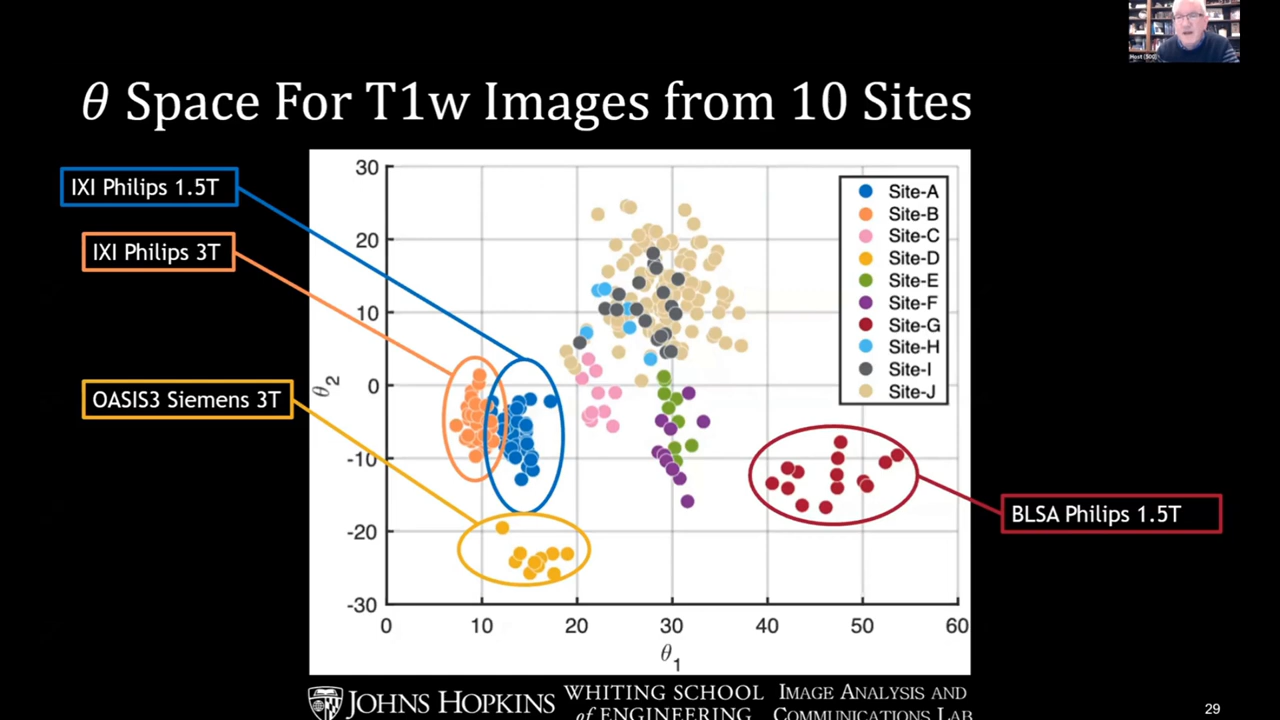 θ Space For T1w Images from 10 Sites
IXI Philips 1.5T
IXI Philips 3T
OASIS3 Siemens 3T
BLSA Philips 1.5T
30
20
10
0
-10
-20
-30
θ2
0
10
20
30
40
50
60
θ1
Site-A
Site-B
Site-C
Site-D
Site-E
Site-F
Site-G
Site-H
Site-I
Site-J
JOHNS HOPKINS
WHITING SCHOOL
of ENGINEERING
IMAGE ANALYSIS AND
COMMUNICATIONS LAB
29